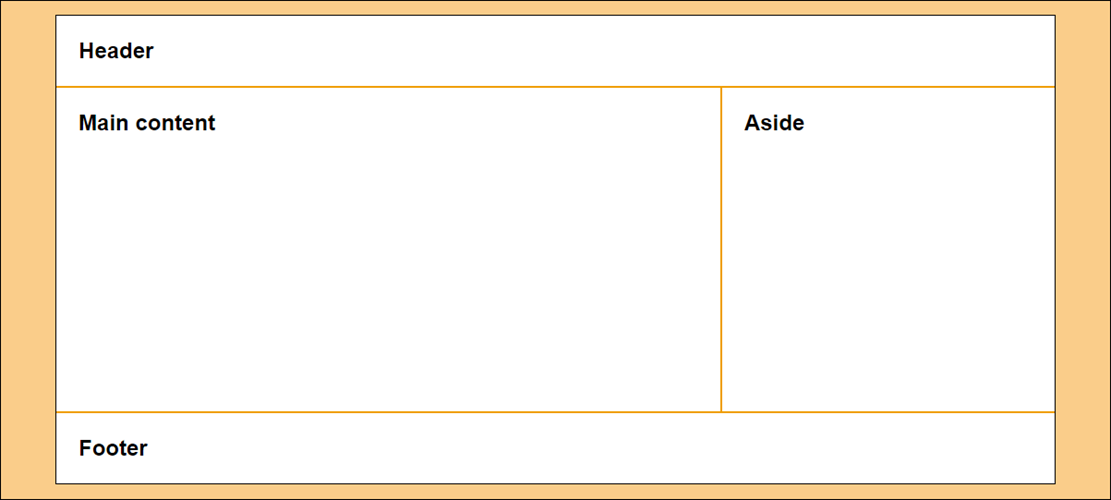 Header
Main content
Aside
Footer